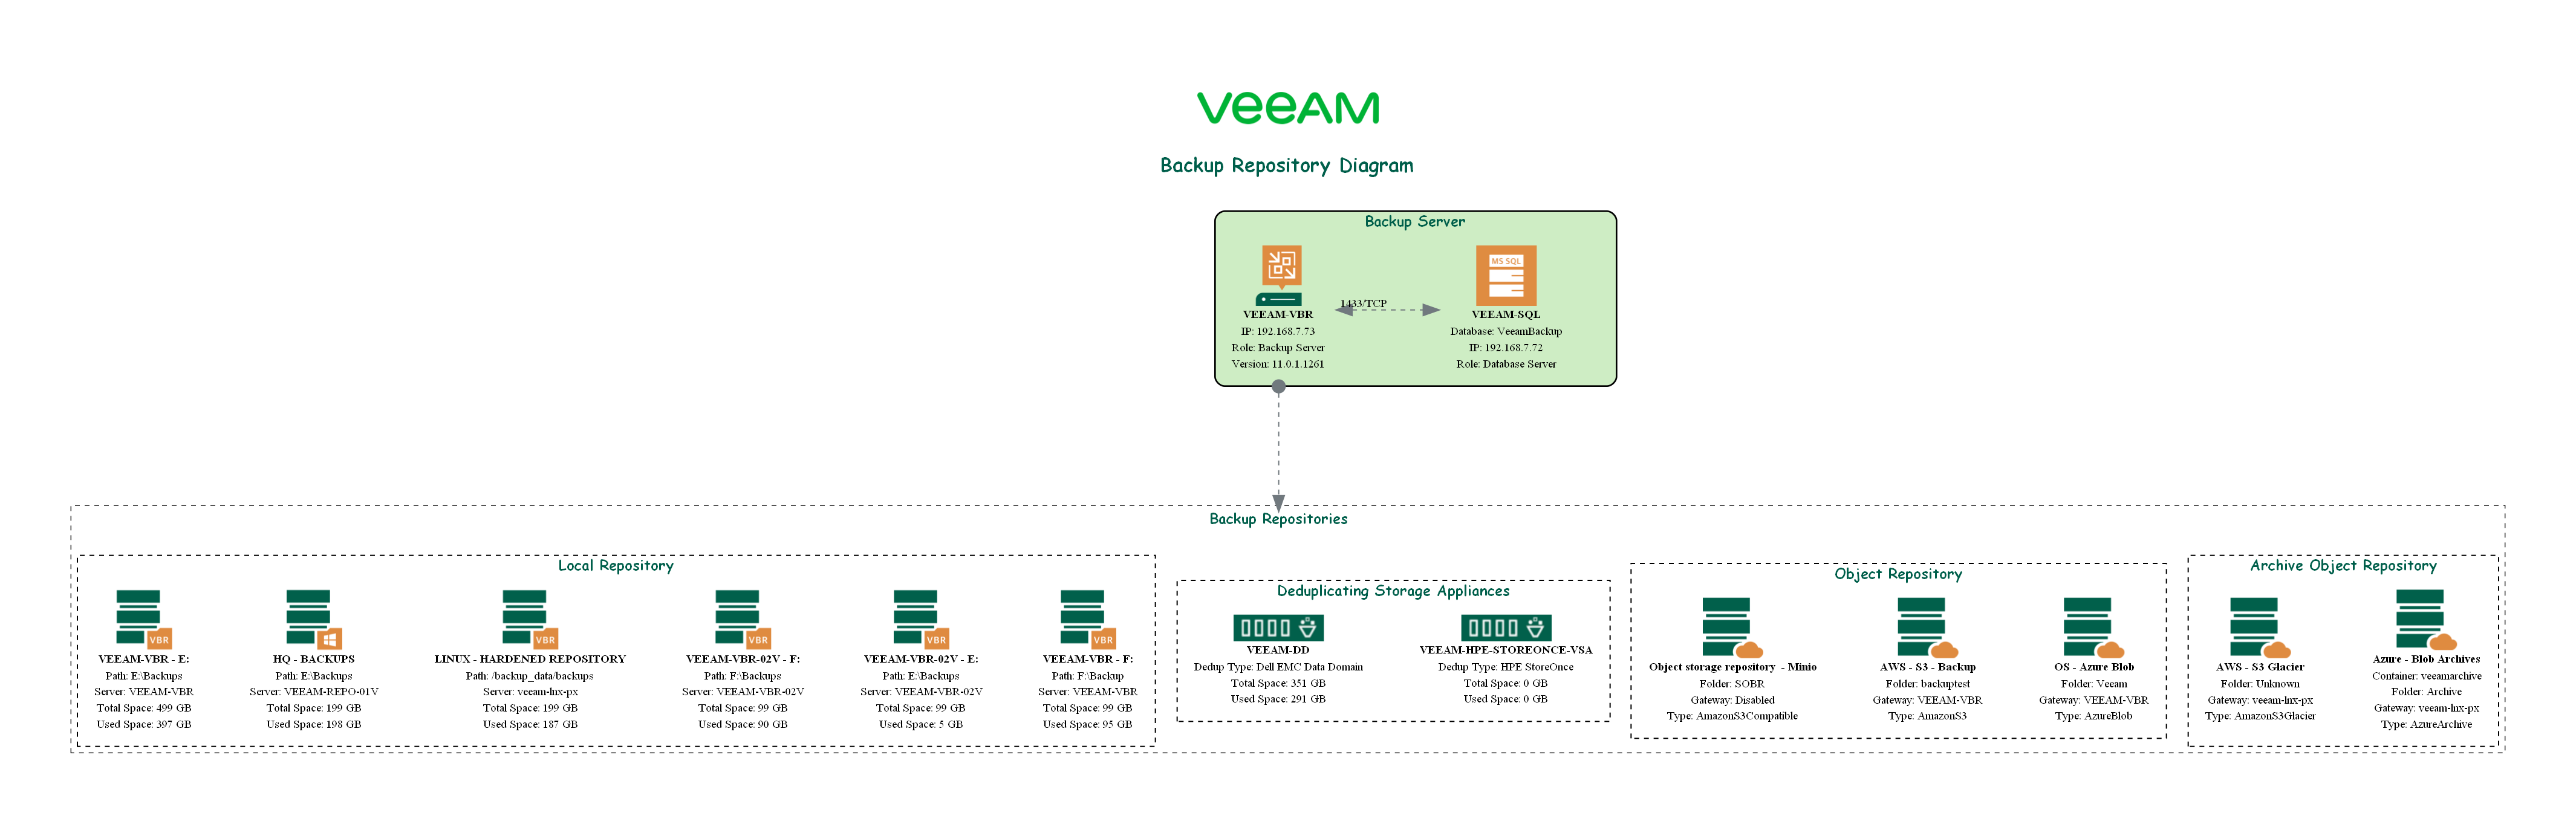 veeAM
Backup Repository Diagram
Backup Server
MS SQL
1433/TCP
VEEAM-VBR
IP: 192.168.7.73
Role: Backup Server
Version: 11.0.1.1261
VEEAM-SQL
Database: VeeamBackup
IP: 192.168.7.72
Role: Database Server
Backup Repositories
Local Repository
VBR
VEEAM-VBR - E:
Path: E:\Backups
Server: VEEAM-VBR
Total Space: 499 GB
Used Space: 397 GB
HQ - BACKUPS
Path: E:\Backups
Server: VEEAM-REPO-01V
Total Space: 199 GB
Used Space: 198 GB
VBR
LINUX - HARDENED REPOSITORY
Path: /backup_data/backups
Server: veeam-lnx-px
Total Space: 199 GB
Used Space: 187 GB
VBR
VEEAM-VBR-02V - F:
Path: F:\Backups
Server: VEEAM-VBR-02V
Total Space: 99 GB
Used Space: 90 GB
VBR
VEEAM-VBR-02V - E:
Path: E:\Backups
Server: VEEAM-VBR-02V
Total Space: 99 GB
Used Space: 5 GB
VBR
VEEAM-VBR - F:
Path: F:\Backup
Server: VEEAM-VBR
Total Space: 99 GB
Used Space: 95 GB
Deduplicating Storage Appliances
VEEAM-DD
Dedup Type: Dell EMC Data Domain
Total Space: 351 GB
Used Space: 291 GB
VEEAM-HPE-STOREONCE-VSA
Dedup Type: HPE StoreOnce
Total Space: 0 GB
Used Space: 0 GB
Object Repository
Object storage repository - Minio
Folder: SOBR
Gateway: Disabled
Type: AmazonS3Compatible
AWS - S3 - Backup
Folder: backuptest
Gateway: VEEAM-VBR
Type: AmazonS3
OS - Azure Blob
Folder: Veeam
Gateway: VEEAM-VBR
Type: AzureBlob
Archive Object Repository
AWS - S3 Glacier
Folder: Unknown
Gateway: veeam-lnx-px
Type: AmazonS3Glacier
Azure - Blob Archives
Container: veeamarchive
Folder: Archive
Gateway: veeam-lnx-px
Type: AzureArchive